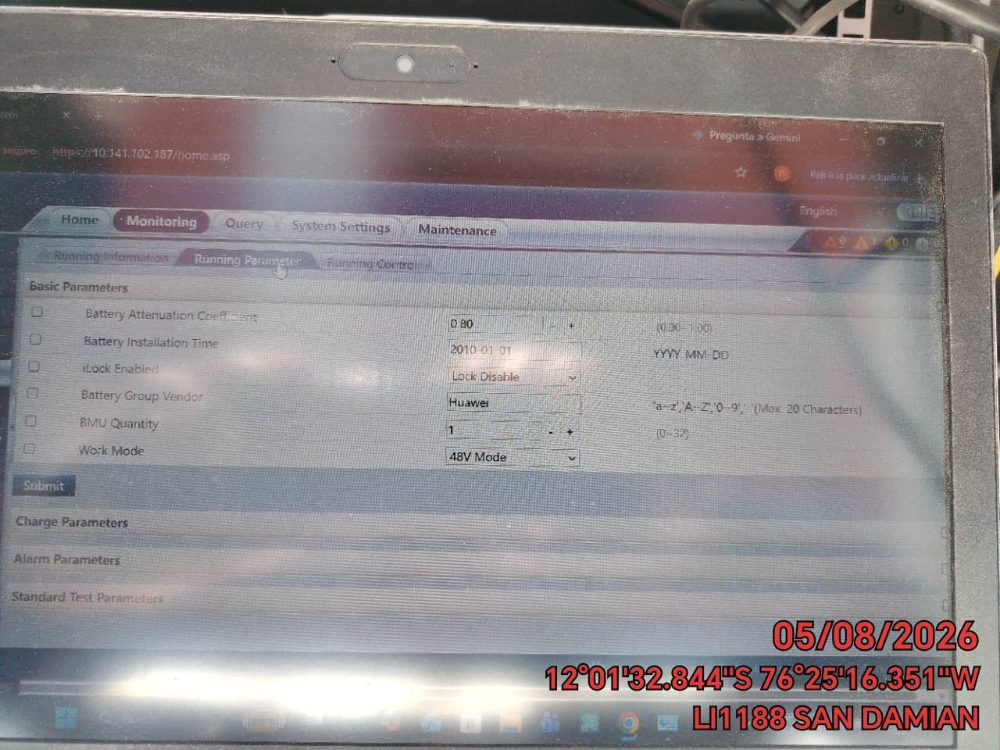 Pregunta a Gemini
seguro https://10.141.102.187/home.asp
Rainicia para actualizar
English
Home Monitoring Query System Settings Maintenance
0 1 0
Running Information Running Parameter Running Control
Basic Parameters
Battery Attenuation Coefficient 0.80 - + (0.00~1.00)
Battery Installation Time 2010-01-01 YYYY-MM-DD
iLock Enabled Lock Disable
Battery Group Vendor Huawei 'a~z','A~Z','0~9',' '(Max. 20 Characters)
BMU Quantity 1 - + (0~32)
Work Mode 48V Mode
Submit
Charge Parameters
Alarm Parameters
Standard Test Parameters
05/08/2026
12°01'32.844"S 76°25'16.351"W
LI1188 SAN DAMIAN